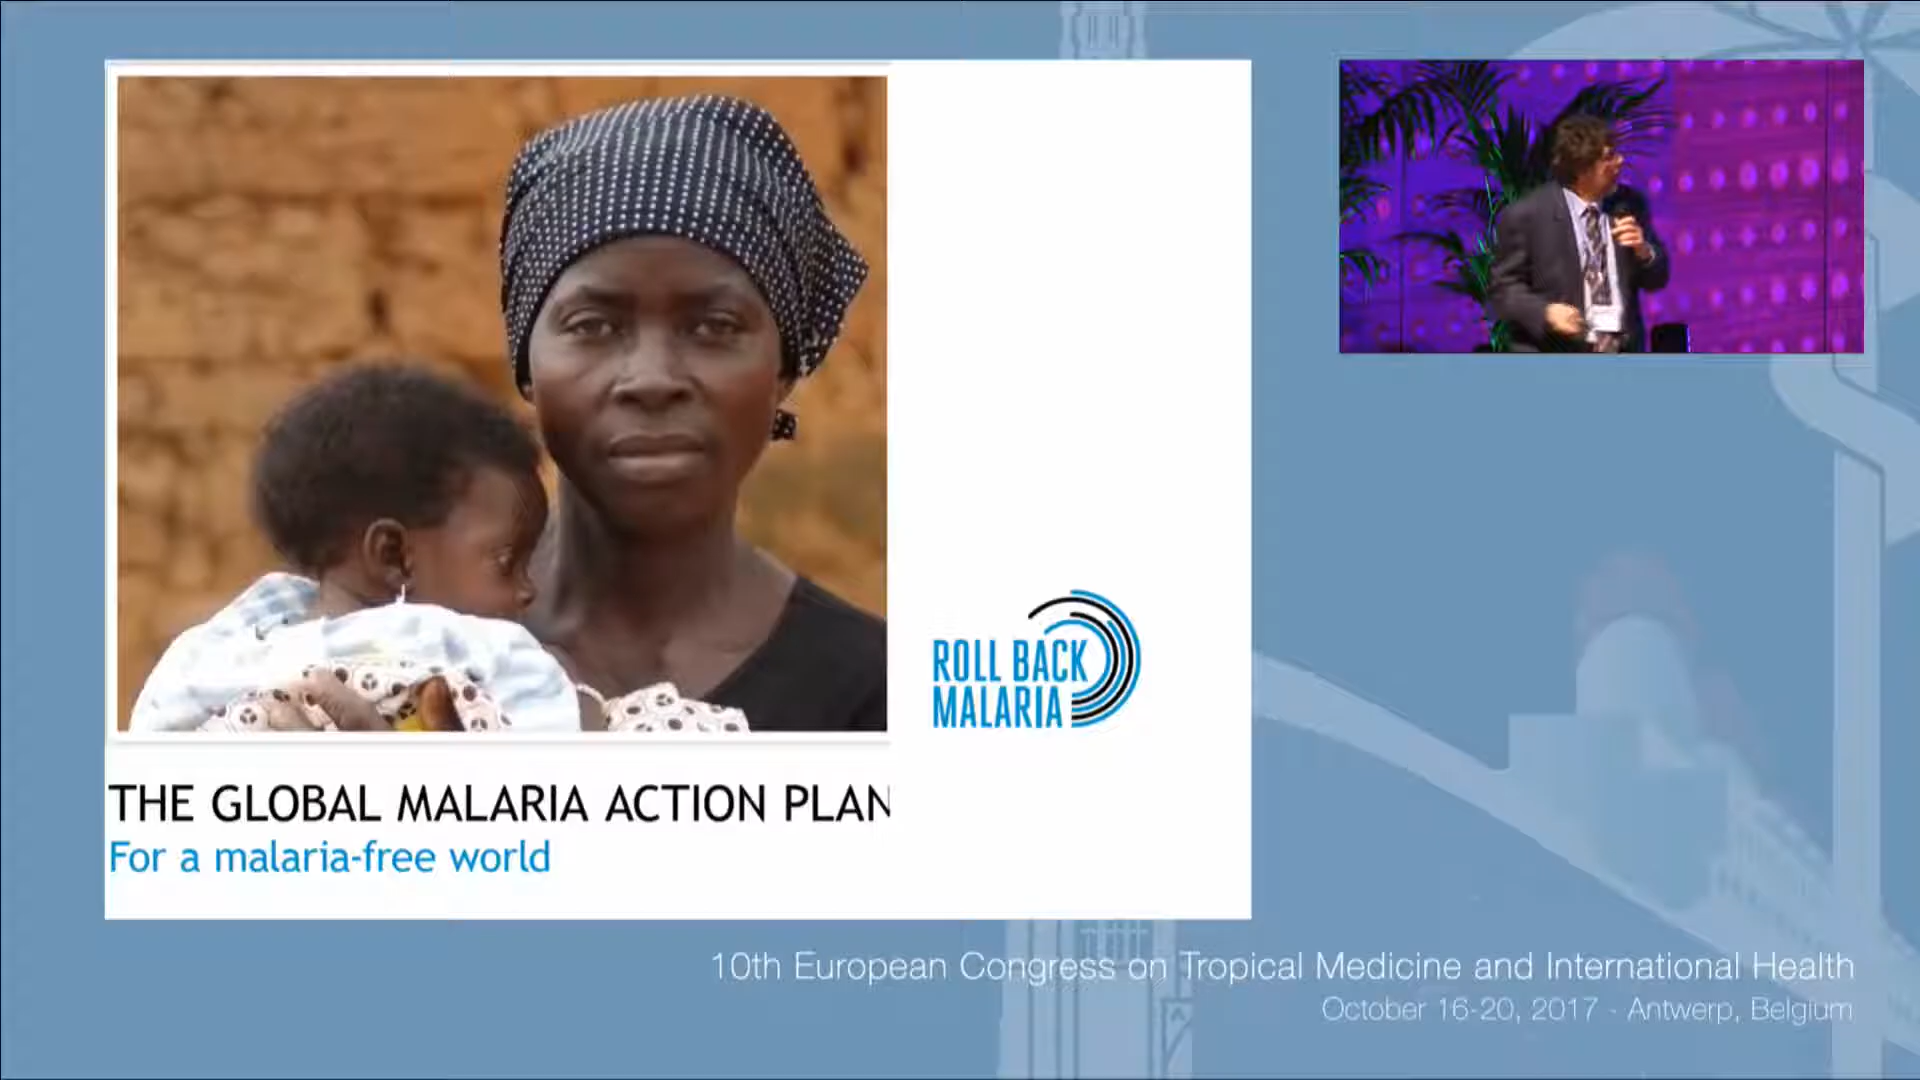 ROLL BACK
MALARIA
THE GLOBAL MALARIA ACTION PLAN
For a malaria-free world
10th European Congress on Tropical Medicine and International Health
October 16-20, 2017 - Antwerp, Belgium